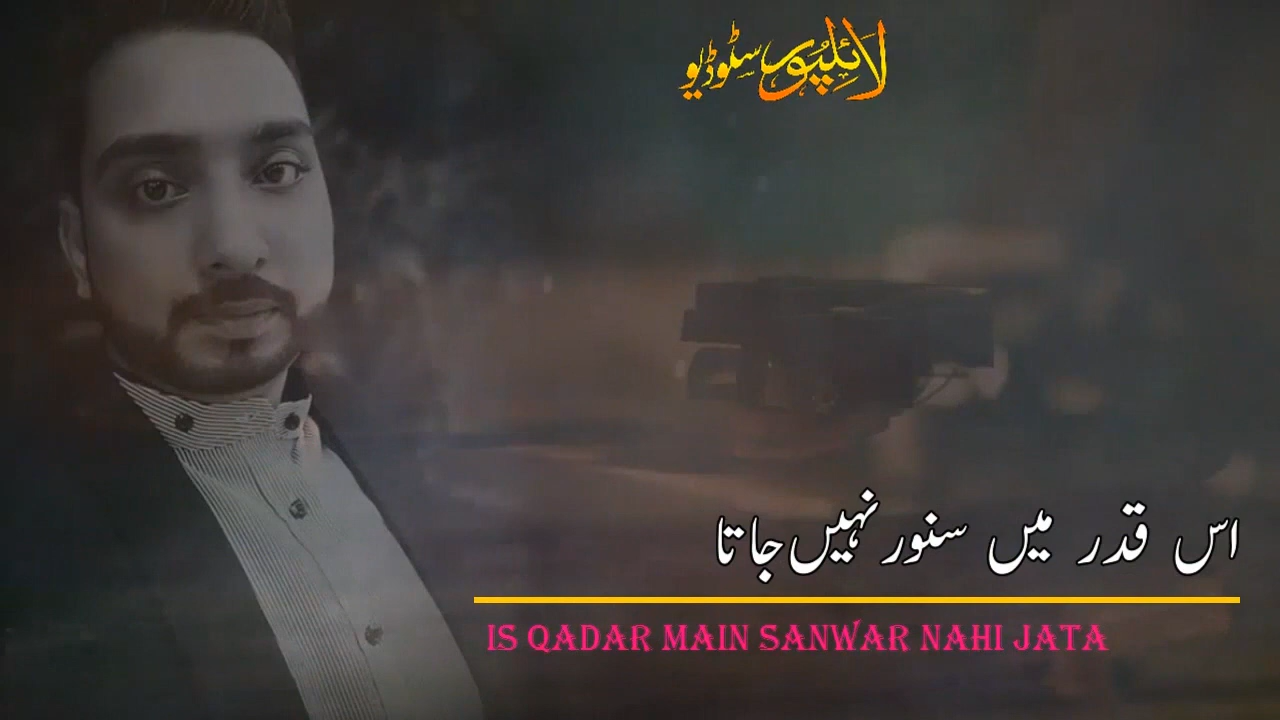 لائلپور سٹوڈیو
اس قدر میں سنور نہیں جاتا
IS QADAR MAIN SANWAR NAHI JATA